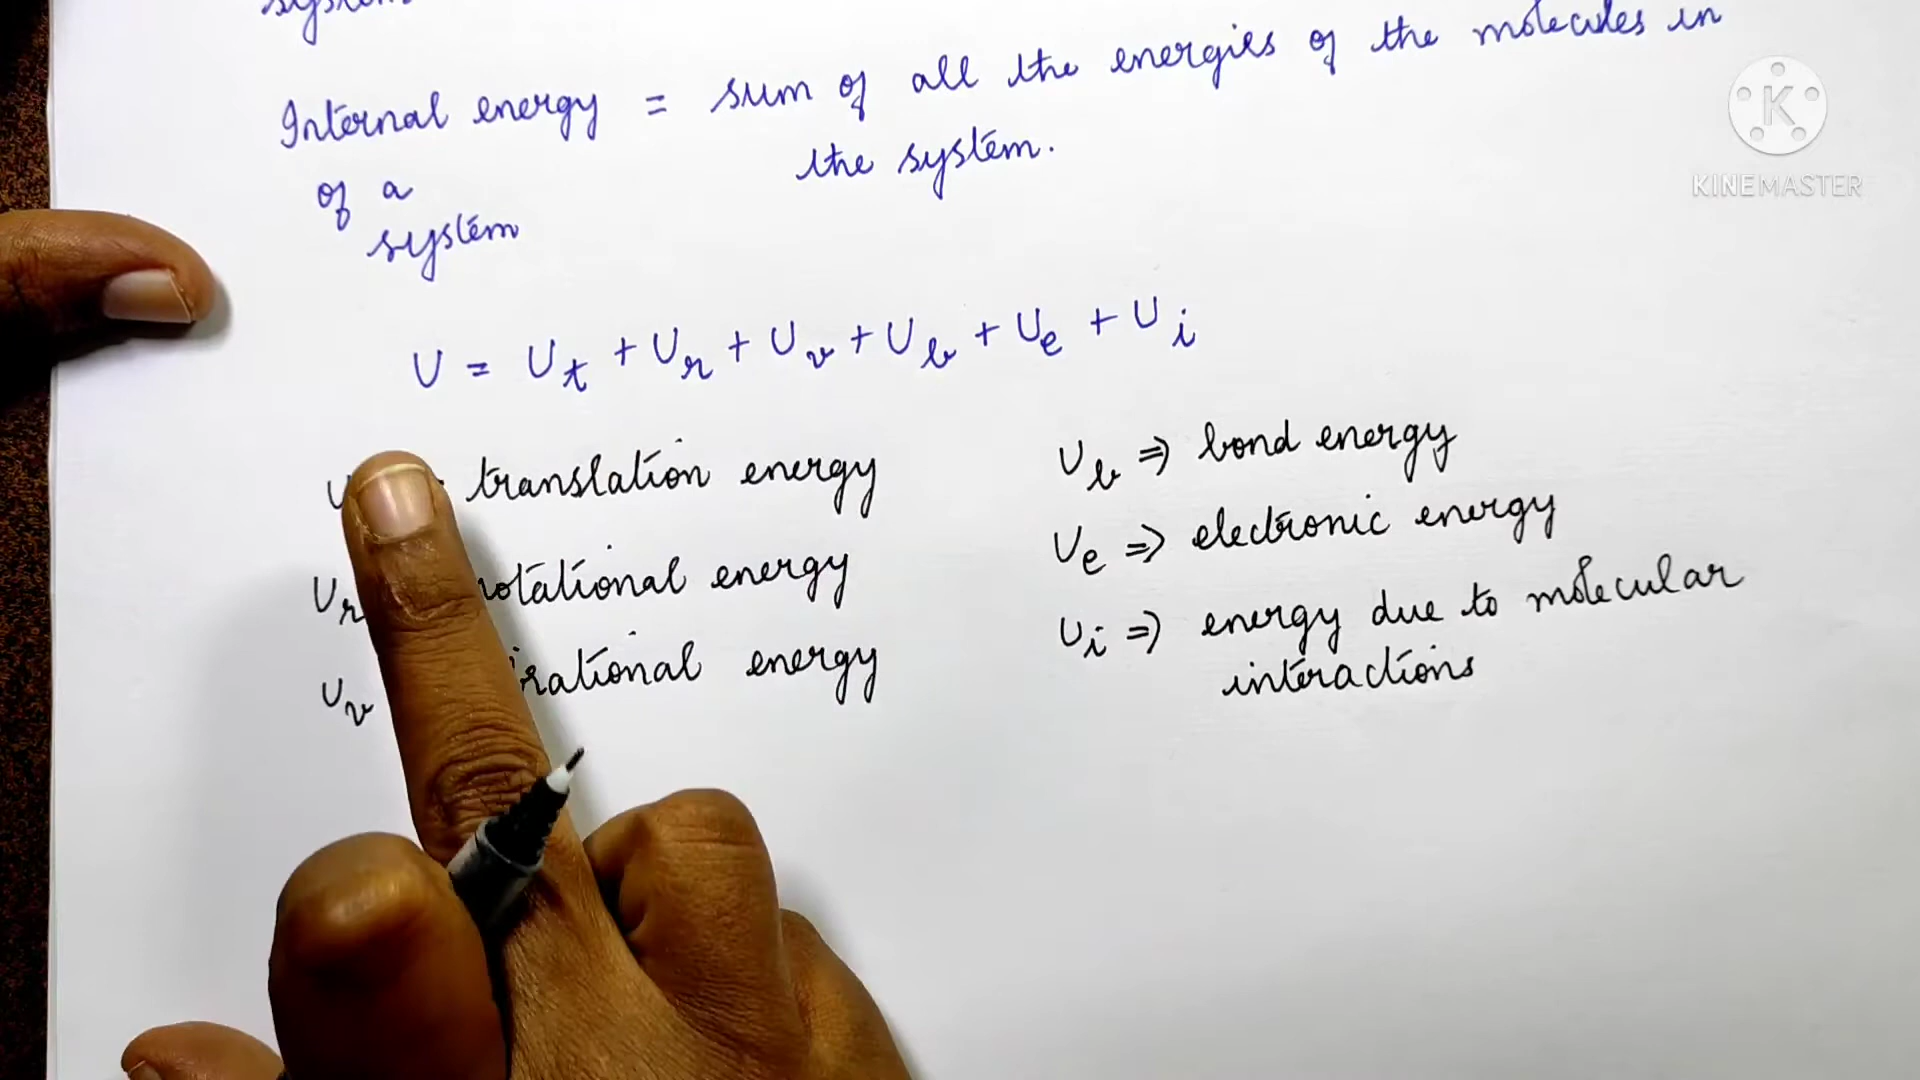 system
Internal energy = sum of all the energies of the molecules in
of a the system.
system
U = Ut + Ur + Uv + Ub + Ue + Ui
translation energy
Ur rotational energy
Uv energy
Ub ⇒ bond energy
Ue ⇒ electronic energy
Ui ⇒ energy due to molecular
interactions
KINEMASTER